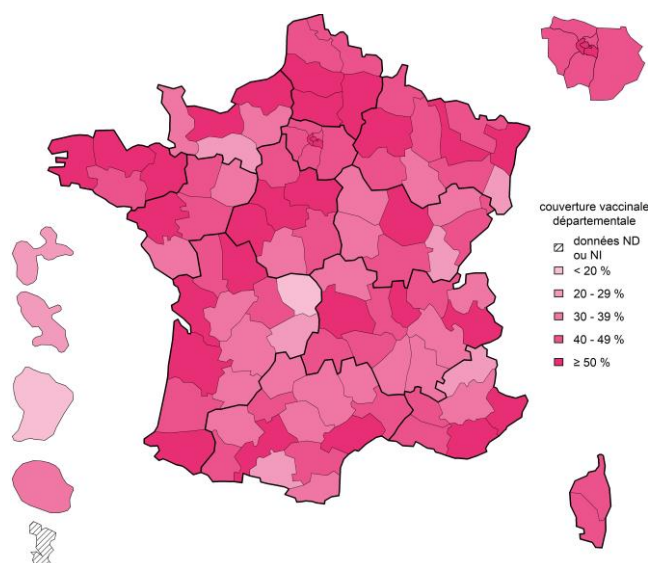 couverture vaccinale
départementale
données ND
ou NI
< 20 %
20 - 29 %
30 - 39 %
40 - 49 %
≥ 50 %